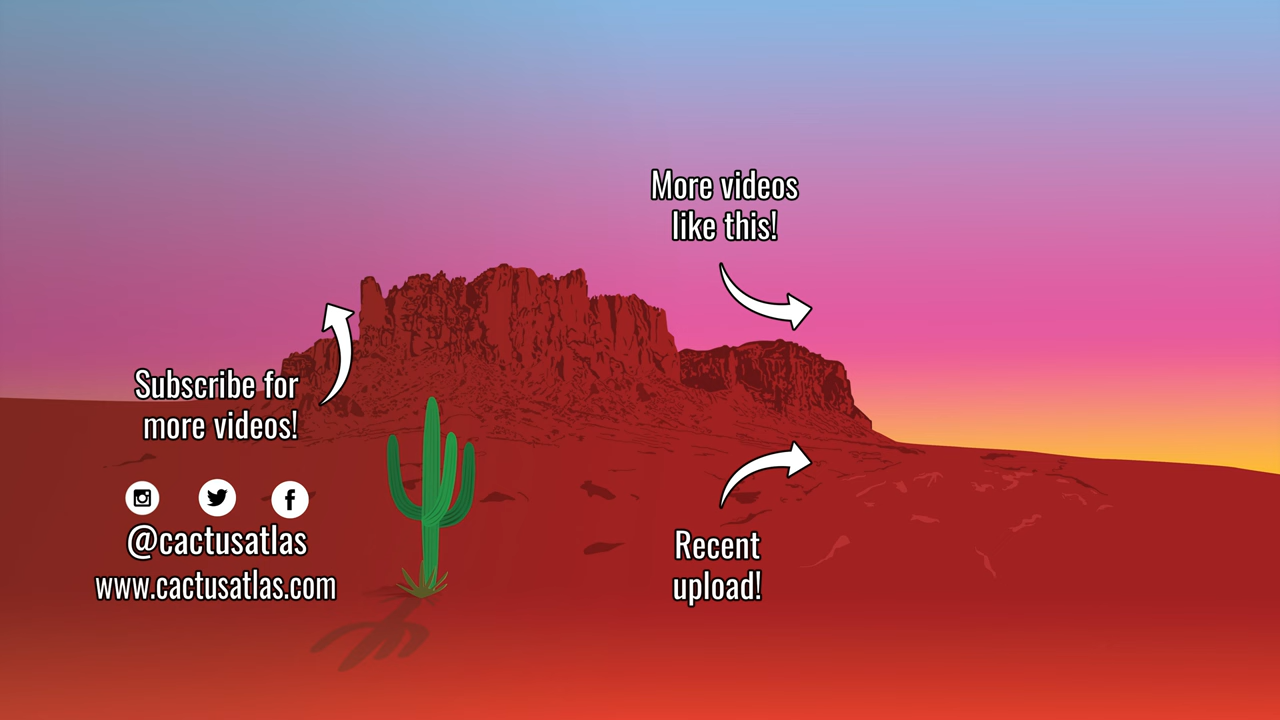 More videos
like this!
Subscribe for
more videos!
@cactusatlas
www.cactusatlas.com
Recent
upload!